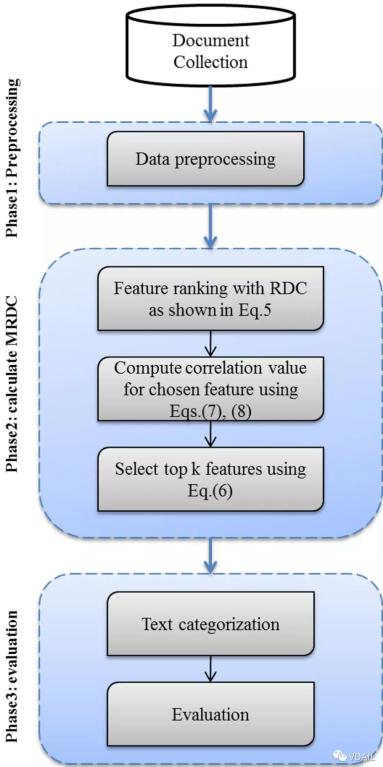 Document
Collection
Phase1: Preprocessing
Data preprocessing
Phase2: calculate MRDC
Feature ranking with RDC
as shown in Eq.5
Compute correlation value
for chosen feature using
Eqs.(7), (8)
Select top k features using
Eq.(6)
Phase3: evaluation
Text categorization
Evaluation
VDAIL